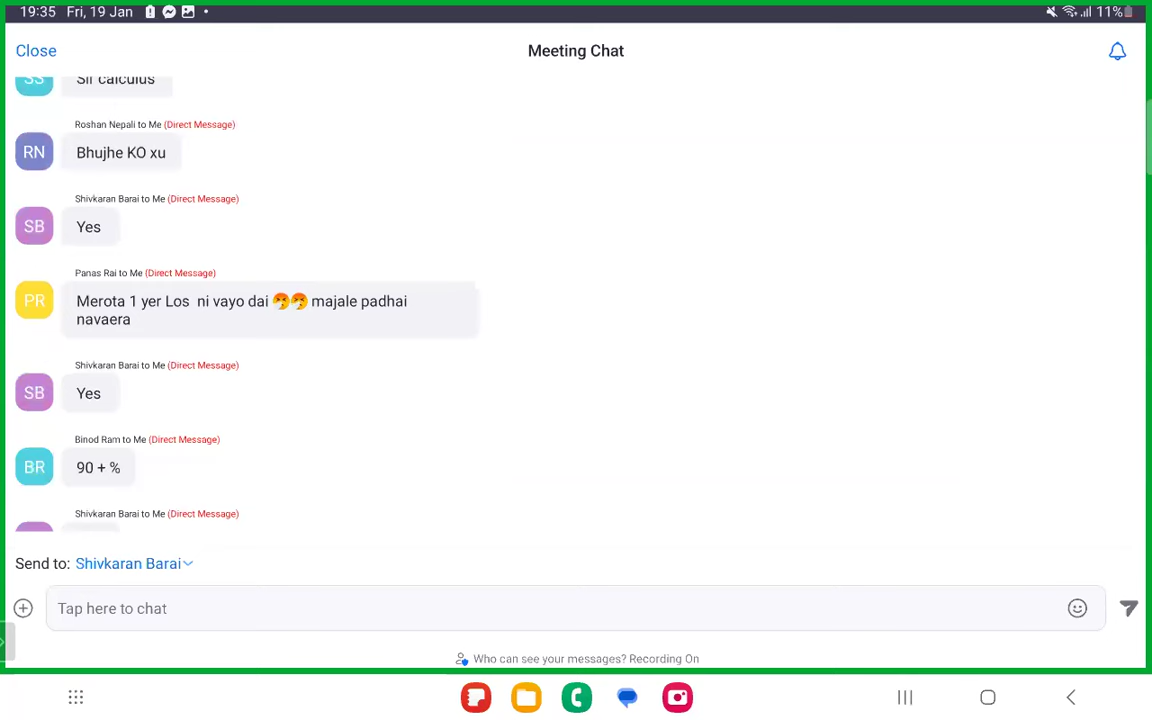 19:35 Fri, 19 Jan
11%
Close
Meeting Chat
SS
Sir calculus
Roshan Nepali to Me (Direct Message)
RN
Bhujhe KO xu
Shivkaran Barai to Me (Direct Message)
SB
Yes
Panas Rai to Me (Direct Message)
PR
Merota 1 yer Los ni vayo dai 🤧🤧 majale padhai
navaera
Shivkaran Barai to Me (Direct Message)
SB
Yes
Binod Ram to Me (Direct Message)
BR
90 + %
Shivkaran Barai to Me (Direct Message)
Send to: Shivkaran Barai
Tap here to chat
Who can see your messages? Recording On